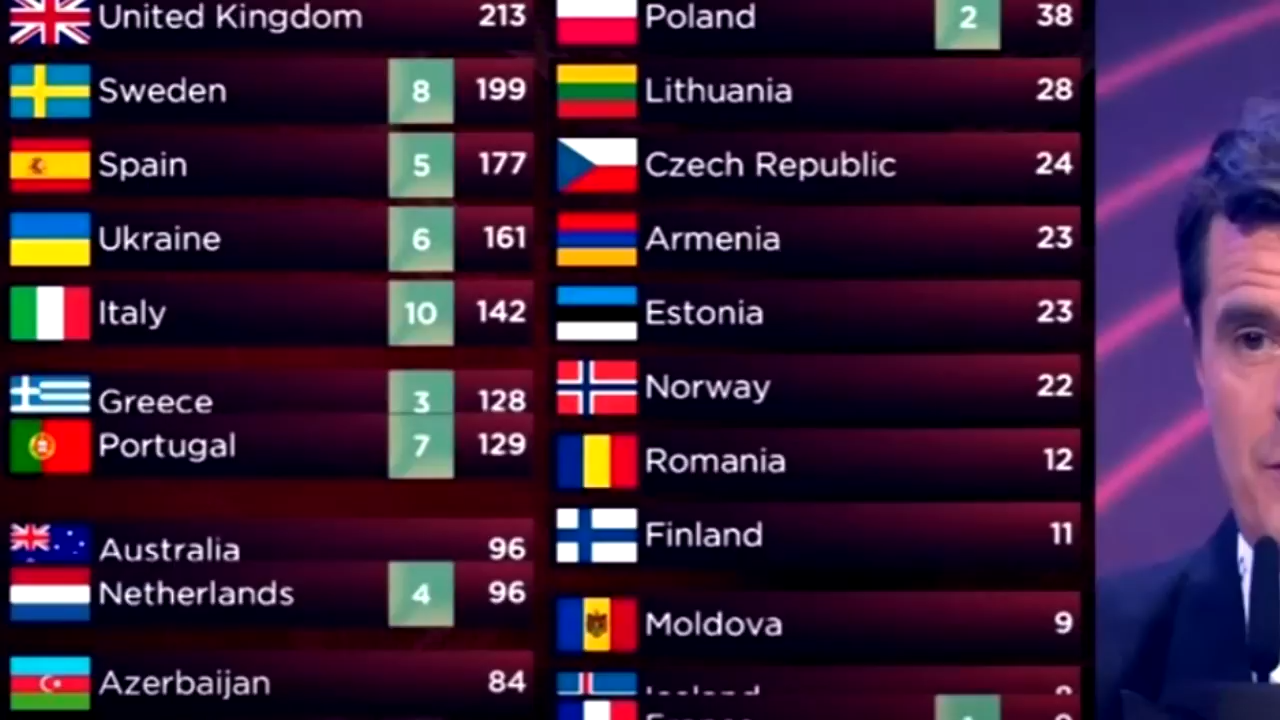 United Kingdom 213
Sweden 8 199
Spain 5 177
Ukraine 6 161
Italy 10 142
Greece 3 128
Portugal 7 129
Australia 96
Netherlands 4 96
Azerbaijan 84
Poland 2 38
Lithuania 28
Czech Republic 24
Armenia 23
Estonia 23
Norway 22
Romania 12
Finland 11
Moldova 9
Iceland
France